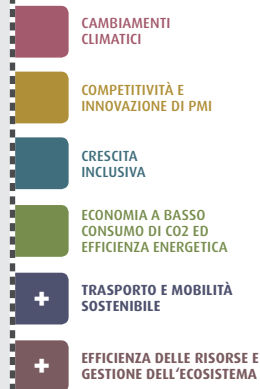 CAMBIAMENTI
CLIMATICI
COMPETITIVITÀ E
INNOVAZIONE DI PMI
CRESCITA
INCLUSIVA
ECONOMIA A BASSO
CONSUMO DI CO2 ED
EFFICIENZA ENERGETICA
+ TRASPORTO E MOBILITÀ
SOSTENIBILE
+ EFFICIENZA DELLE RISORSE E
GESTIONE DELL'ECOSISTEMA